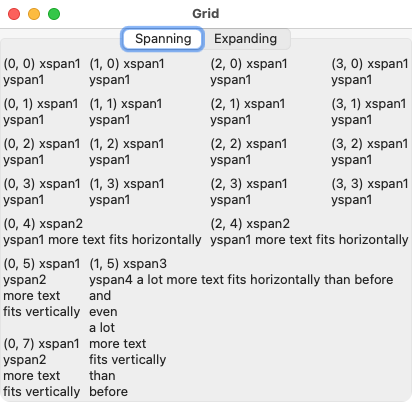 Grid
Spanning Expanding
(0, 0) xspan1 (1, 0) xspan1 (2, 0) xspan1 (3, 0) xspan1
yspan1 yspan1 yspan1 yspan1
(0, 1) xspan1 (1, 1) xspan1 (2, 1) xspan1 (3, 1) xspan1
yspan1 yspan1 yspan1 yspan1
(0, 2) xspan1 (1, 2) xspan1 (2, 2) xspan1 (3, 2) xspan1
yspan1 yspan1 yspan1 yspan1
(0, 3) xspan1 (1, 3) xspan1 (2, 3) xspan1 (3, 3) xspan1
yspan1 yspan1 yspan1 yspan1
(0, 4) xspan2 (2, 4) xspan2
yspan1 more text fits horizontally yspan1 more text fits horizontally
(0, 5) xspan1 (1, 5) xspan3
yspan2 yspan4 a lot more text fits horizontally than before
more text and
fits vertically even
a lot
(0, 7) xspan1 more text
yspan2 fits vertically
more text than
fits vertically before